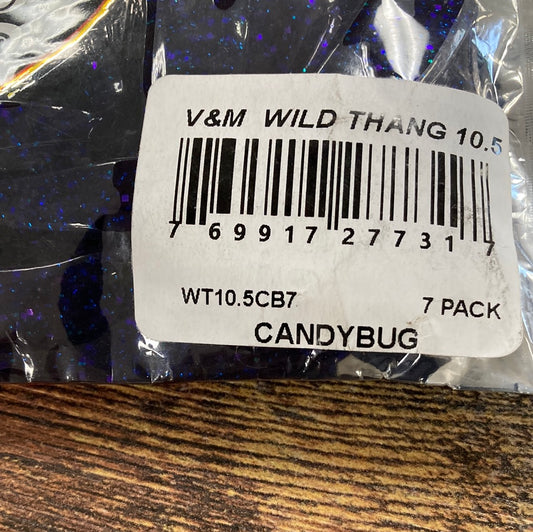 V&M WILD THANG 10.5
7 69917 27731 7
WT10.5CB7 7 PACK
CANDYBUG